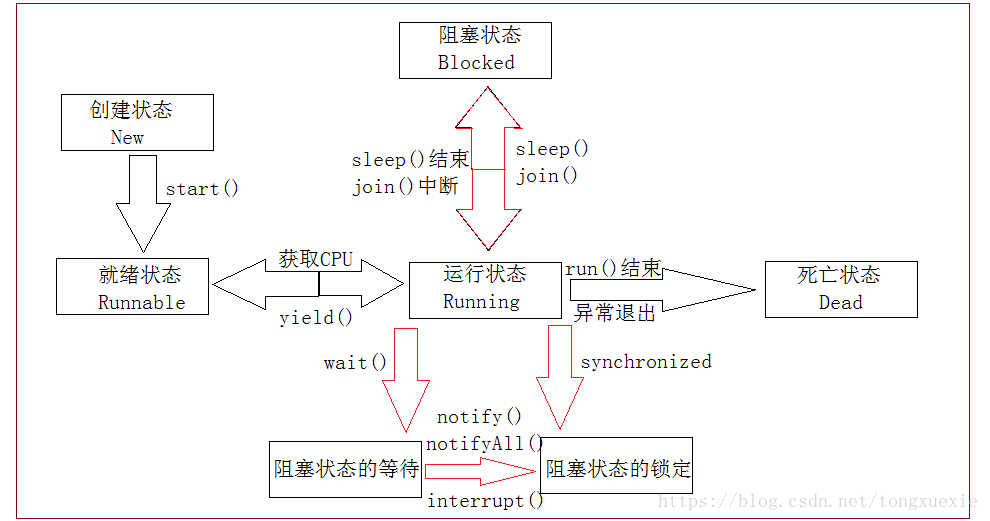 阻塞状态
Blocked
创建状态
New
start()
sleep()结束
join()中断
sleep()
join()
就绪状态
Runnable
获取CPU
yield()
运行状态
Running
run()结束
异常退出
死亡状态
Dead
wait()
synchronized
notify()
notifyAll()
阻塞状态的等待
阻塞状态的锁定
interrupt()
https://blog.csdn.net/tongxuexie